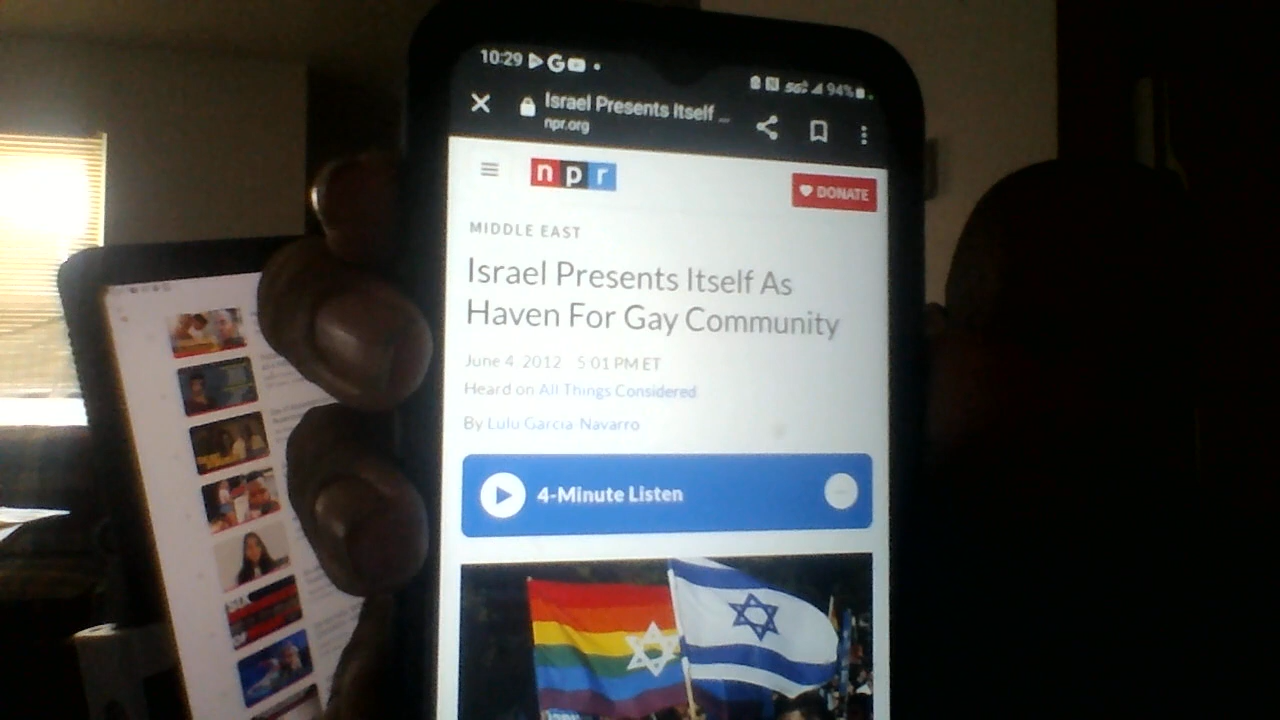 10:29
94%
Israel Presents Itself ...
npr.org
npr
DONATE
MIDDLE EAST
Israel Presents Itself As
Haven For Gay Community
June 4, 2012 5:01 PM ET
Heard on All Things Considered
By Lulu Garcia-Navarro
4-Minute Listen